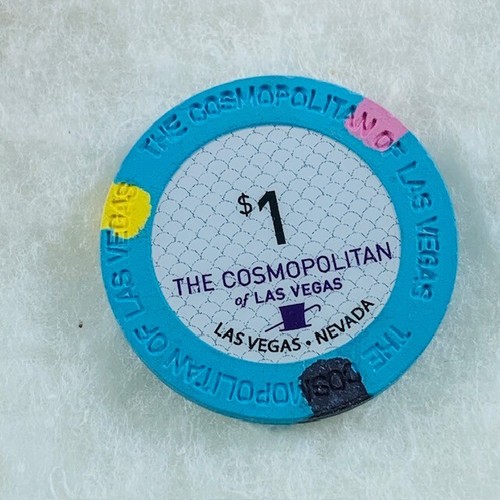 THE COSMOPOLITAN OF LAS VEGAS
THE COSMOPOLITAN OF LAS VEGAS
$1
THE COSMOPOLITAN
of LAS VEGAS
LAS VEGAS • NEVADA